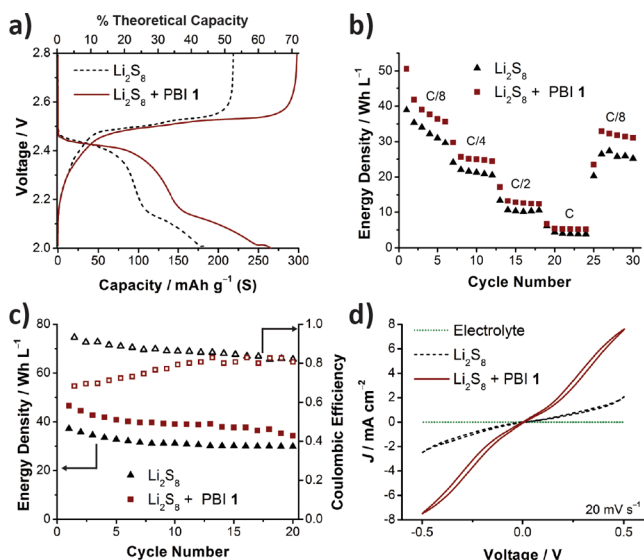 a)
% Theoretical Capacity
0 10 20 30 40 50 60 70
2.8
2.6
2.4
2.2
2.0
Voltage / V
Li₂S₈
Li₂S₈ + PBI 1
0 50 100 150 200 250 300
Capacity / mAh g⁻¹ (S)
b)
60
50
40
30
20
10
0
Energy Density / Wh L⁻¹
Li₂S₈
Li₂S₈ + PBI 1
C/8
C/4
C/2
C
C/8
0 5 10 15 20 25 30
Cycle Number
c)
80
60
40
20
0
Energy Density / Wh L⁻¹
1.0
0.8
0.6
0.4
0.2
0.0
Coulombic Efficiency
Li₂S₈
Li₂S₈ + PBI 1
0 5 10 15 20
Cycle Number
d)
8
6
4
2
0
-2
-4
-6
-8
J / mA cm⁻²
Electrolyte
Li₂S₈
Li₂S₈ + PBI 1
20 mV s⁻¹
-0.5 0.0 0.5
Voltage / V